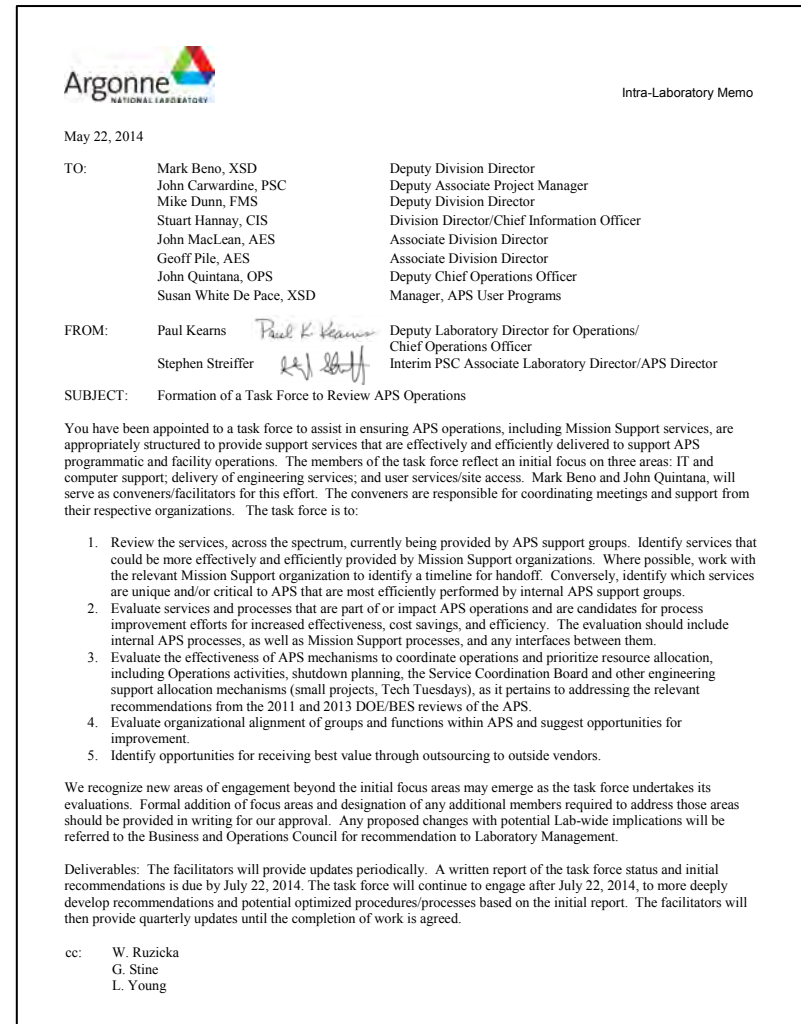 Argonne
NATIONAL LABORATORY
Intra-Laboratory Memo
May 22, 2014
TO: Mark Beno, XSD Deputy Division Director
John Carwardine, PSC Deputy Associate Project Manager
Mike Dunn, FMS Deputy Division Director
Stuart Hannay, CIS Division Director/Chief Information Officer
John MacLean, AES Associate Division Director
Geoff Pile, AES Associate Division Director
John Quintana, OPS Deputy Chief Operations Officer
Susan White De Pace, XSD Manager, APS User Programs
FROM: Paul Kearns Paul K Kearns Deputy Laboratory Director for Operations/
Chief Operations Officer
Stephen Streiffer Interim PSC Associate Laboratory Director/APS Director
SUBJECT: Formation of a Task Force to Review APS Operations
You have been appointed to a task force to assist in ensuring APS operations, including Mission Support services, are
appropriately structured to provide support services that are effectively and efficiently delivered to support APS
programmatic and facility operations. The members of the task force reflect an initial focus on three areas: IT and
computer support; delivery of engineering services; and user services/site access. Mark Beno and John Quintana, will
serve as conveners/facilitators for this effort. The conveners are responsible for coordinating meetings and support from
their respective organizations. The task force is to:
1. Review the services, across the spectrum, currently being provided by APS support groups. Identify services that
could be more effectively and efficiently provided by Mission Support organizations. Where possible, work with
the relevant Mission Support organization to identify a timeline for handoff. Conversely, identify which services
are unique and/or critical to APS that are most efficiently performed by internal APS support groups.
2. Evaluate services and processes that are part of or impact APS operations and are candidates for process
improvement efforts for increased effectiveness, cost savings, and efficiency. The evaluation should include
internal APS processes, as well as Mission Support processes, and any interfaces between them.
3. Evaluate the effectiveness of APS mechanisms to coordinate operations and prioritize resource allocation,
including Operations activities, shutdown planning, the Service Coordination Board and other engineering
support allocation mechanisms (small projects, Tech Tuesdays), as it pertains to addressing the relevant
recommendations from the 2011 and 2013 DOE/BES reviews of the APS.
4. Evaluate organizational alignment of groups and functions within APS and suggest opportunities for
improvement.
5. Identify opportunities for receiving best value through outsourcing to outside vendors.
We recognize new areas of engagement beyond the initial focus areas may emerge as the task force undertakes its
evaluations. Formal addition of focus areas and designation of any additional members required to address those areas
should be provided in writing for our approval. Any proposed changes with potential Lab-wide implications will be
referred to the Business and Operations Council for recommendation to Laboratory Management.
Deliverables: The facilitators will provide updates periodically. A written report of the task force status and initial
recommendations is due by July 22, 2014. The task force will continue to engage after July 22, 2014, to more deeply
develop recommendations and potential optimized procedures/processes based on the initial report. The facilitators will
then provide quarterly updates until the completion of work is agreed.
cc: W. Ruzicka
G. Stine
L. Young